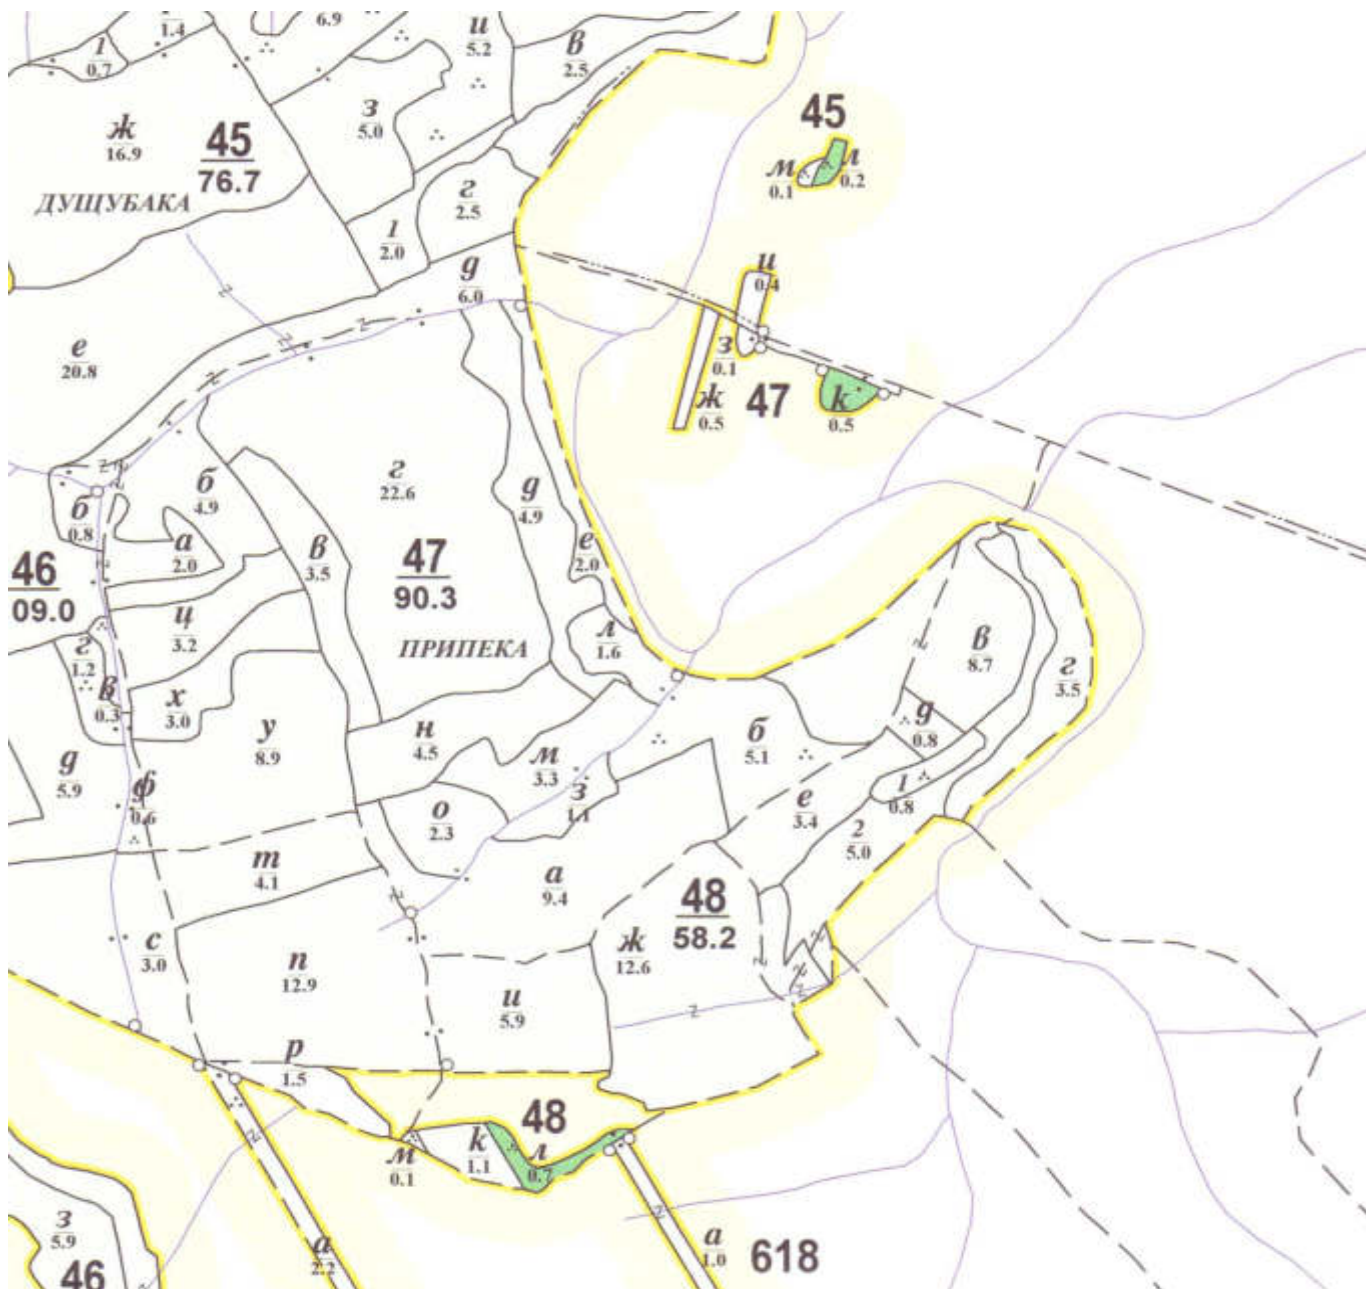 1
0.7
1.4
6.9
и
5.2
в
2.5
ж
16.9
45
76.7
з
5.0
ДУЩУБАКА
1
2.0
г
2.5
45
м
0.1
л
0.2
д
6.0
и
0.4
е
20.8
з
0.1
ж
0.5
47
k
0.5
б
0.8
б
4.9
г
22.6
д
4.9
а
2.0
в
3.5
е
2.0
46
09.0
47
90.3
ПРИПЕКА
ц
3.2
г
1.2
в
0.3
х
3.0
л
1.6
в
8.7
г
3.5
д
0.8
у
8.9
н
4.5
м
3.3
б
5.1
д
5.9
ф
0.6
о
2.3
з
1.1
е
3.4
1
0.8
2
5.0
т
4.1
а
9.4
48
58.2
с
3.0
п
12.9
ж
12.6
и
5.9
р
1.5
48
м
0.1
k
1.1
л
0.7
з
5.9
46
а
2.2
а
1.0
618